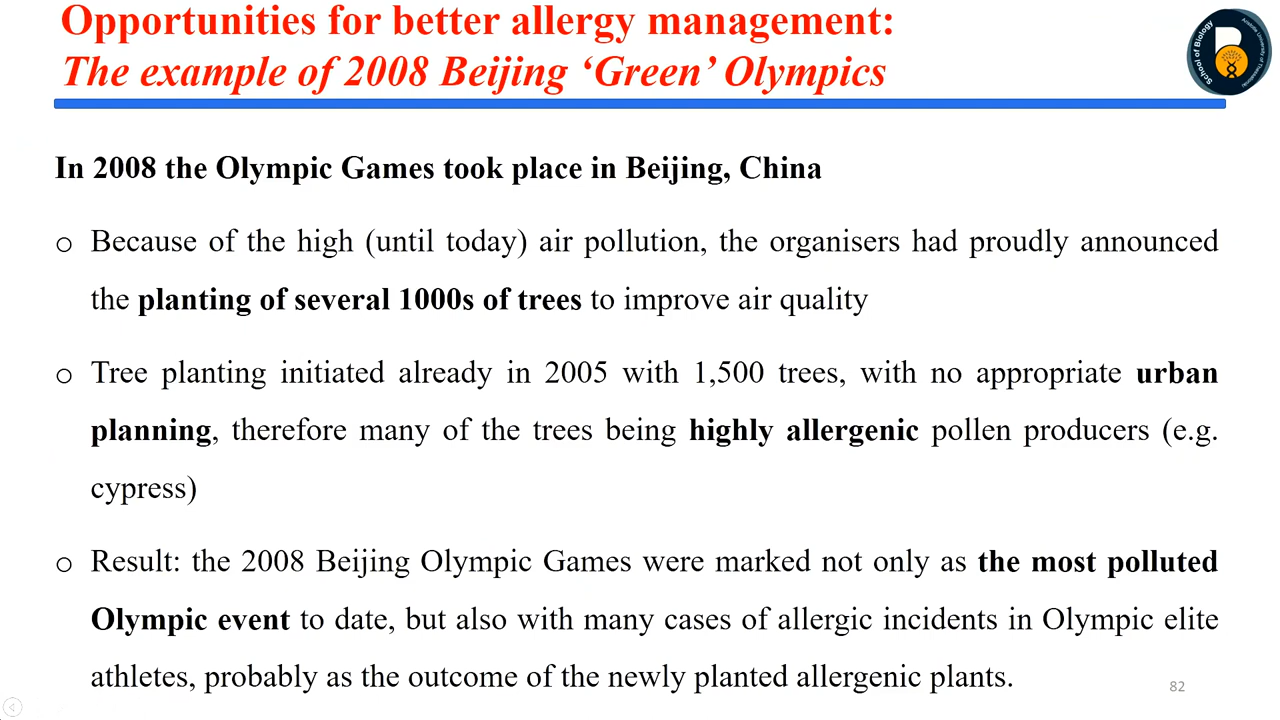 Opportunities for better allergy management:
The example of 2008 Beijing ‘Green’ Olympics
School of Biology
In 2008 the Olympic Games took place in Beijing, China
o Because of the high (until today) air pollution, the organisers had proudly announced
the planting of several 1000s of trees to improve air quality
o Tree planting initiated already in 2005 with 1,500 trees, with no appropriate urban
planning, therefore many of the trees being highly allergenic pollen producers (e.g.
cypress)
o Result: the 2008 Beijing Olympic Games were marked not only as the most polluted
Olympic event to date, but also with many cases of allergic incidents in Olympic elite
athletes, probably as the outcome of the newly planted allergenic plants.
82